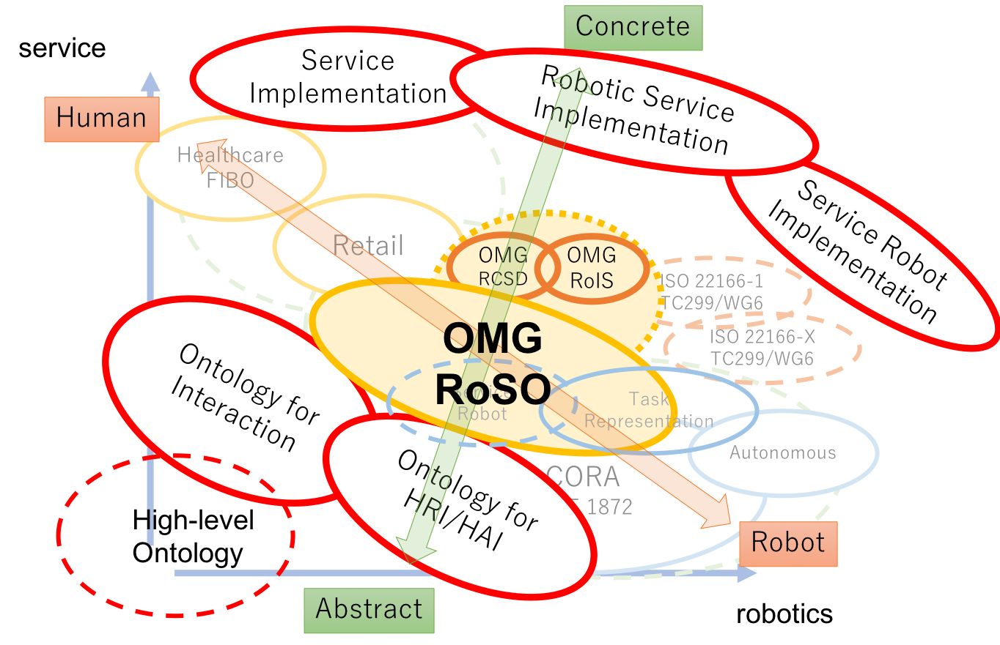 Concrete
service
Service
Implementation
Robotic Service
Implementation
Human
Healthcare
FIBO
Service Robot
Implementation
Retail
OMG
RCSD
OMG
RoIS
ISO 22166-1
TC299/WG6
ISO 22166-X
TC299/WG6
OMG
RoSO
Service
Robot
Task
Representation
Ontology for
Interaction
Autonomous
Ontology for
HRI/HAI
CORA
1872
High-level
Ontology
Robot
Abstract
robotics